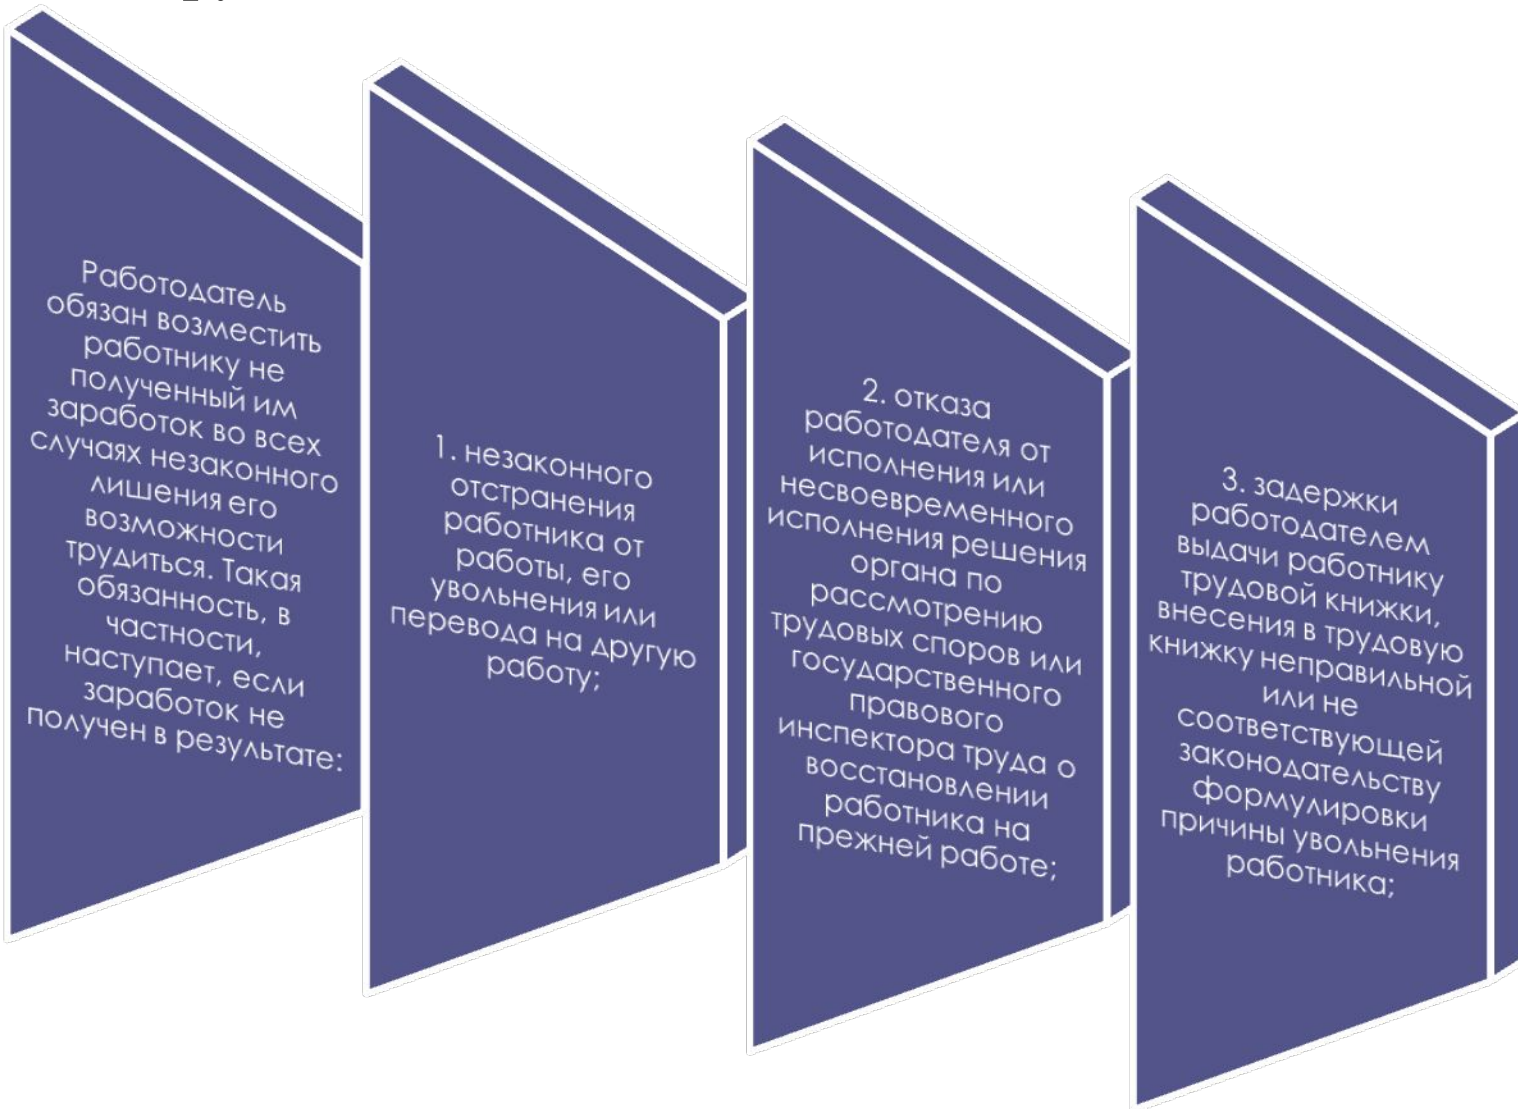 Работодатель
обязан возместить
работнику не
полученный им
заработок во всех
случаях незаконного
лишения его
возможности
трудиться. Такая
обязанность, в
частности,
наступает, если
заработок не
получен в результате:
1. незаконного
отстранения
работника от
работы, его
увольнения или
перевода на другую
работу;
2. отказа
работодателя от
исполнения или
несвоевременного
исполнения решения
органа по
рассмотрению
трудовых споров или
государственного
правового
инспектора труда о
восстановлении
работника на
прежней работе;
3. задержки
работодателем
выдачи работнику
трудовой книжки,
внесения в трудовую
книжку неправильной
или не
соответствующей
законодательству
формулировки
причины увольнения
работника;